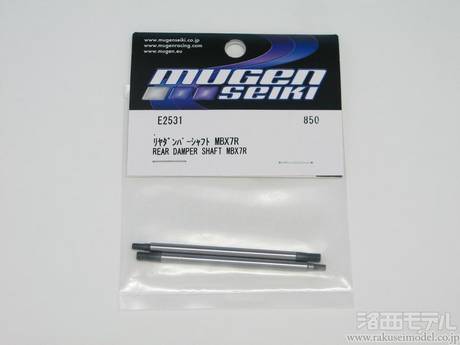 www.mugenseiki.co.jp
www.mugenracing.com
www.mugen.eu
mugen
SEIKI
E2531 850
ﾘﾔﾀﾞﾝﾊﾟｰｼｬﾌﾄ MBX7R
REAR DAMPER SHAFT MBX7R
洛西モデル
www.rakuseimodel.co.jp